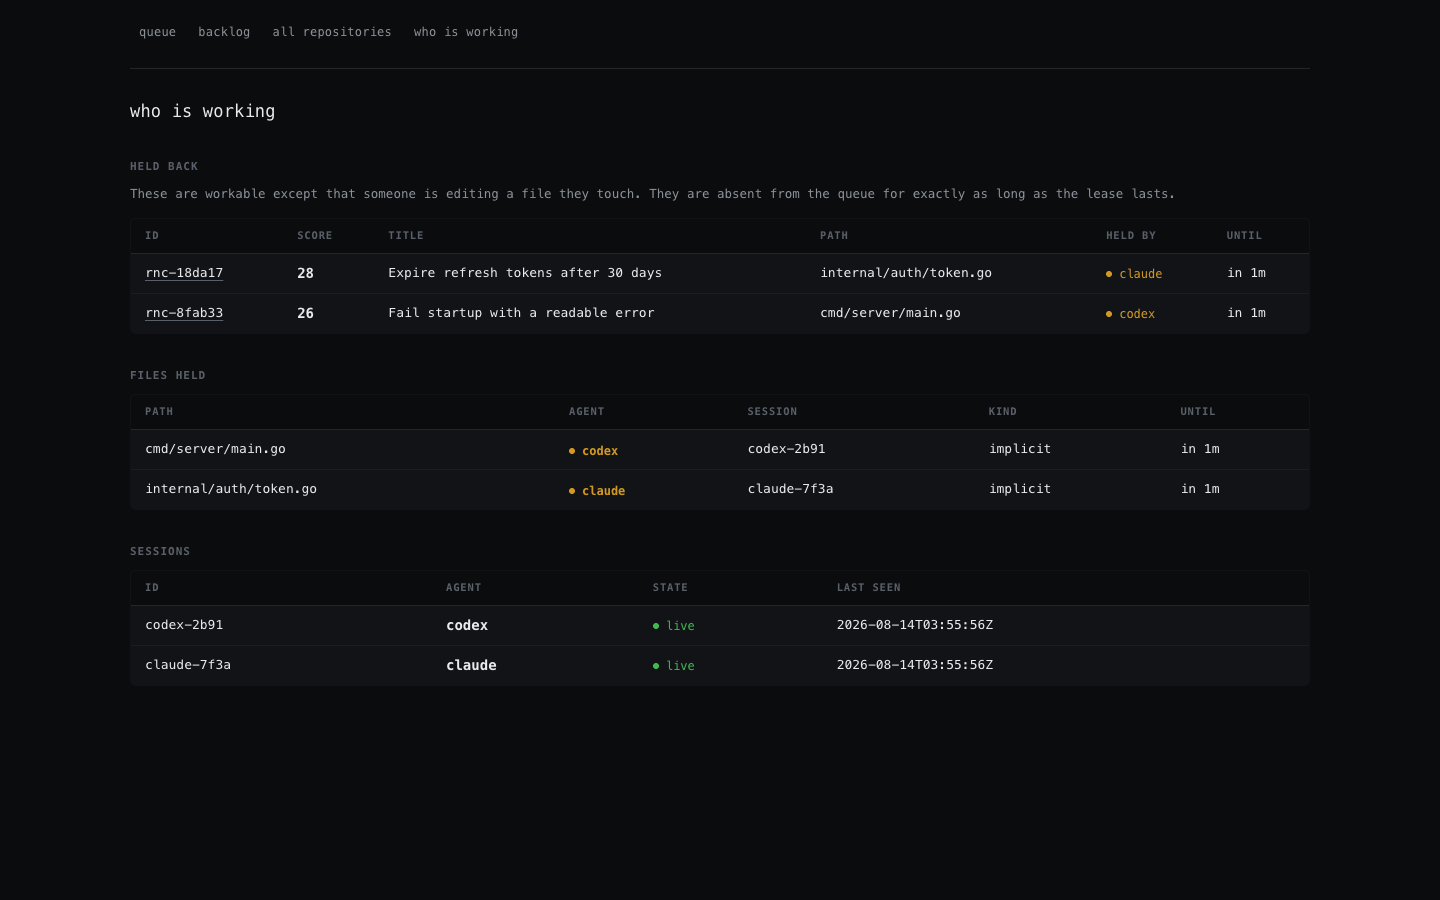 queue backlog all repositories who is working
who is working
HELD BACK
These are workable except that someone is editing a file they touch. They are absent from the queue for exactly as long as the lease lasts.
ID SCORE TITLE PATH HELD BY UNTIL
rnc-18da17 28 Expire refresh tokens after 30 days internal/auth/token.go claude in 1m
rnc-8fab33 26 Fail startup with a readable error cmd/server/main.go codex in 1m
FILES HELD
PATH AGENT SESSION KIND UNTIL
cmd/server/main.go codex codex-2b91 implicit in 1m
internal/auth/token.go claude claude-7f3a implicit in 1m
SESSIONS
ID AGENT STATE LAST SEEN
codex-2b91 codex live 2026-08-14T03:55:56Z
claude-7f3a claude live 2026-08-14T03:55:56Z